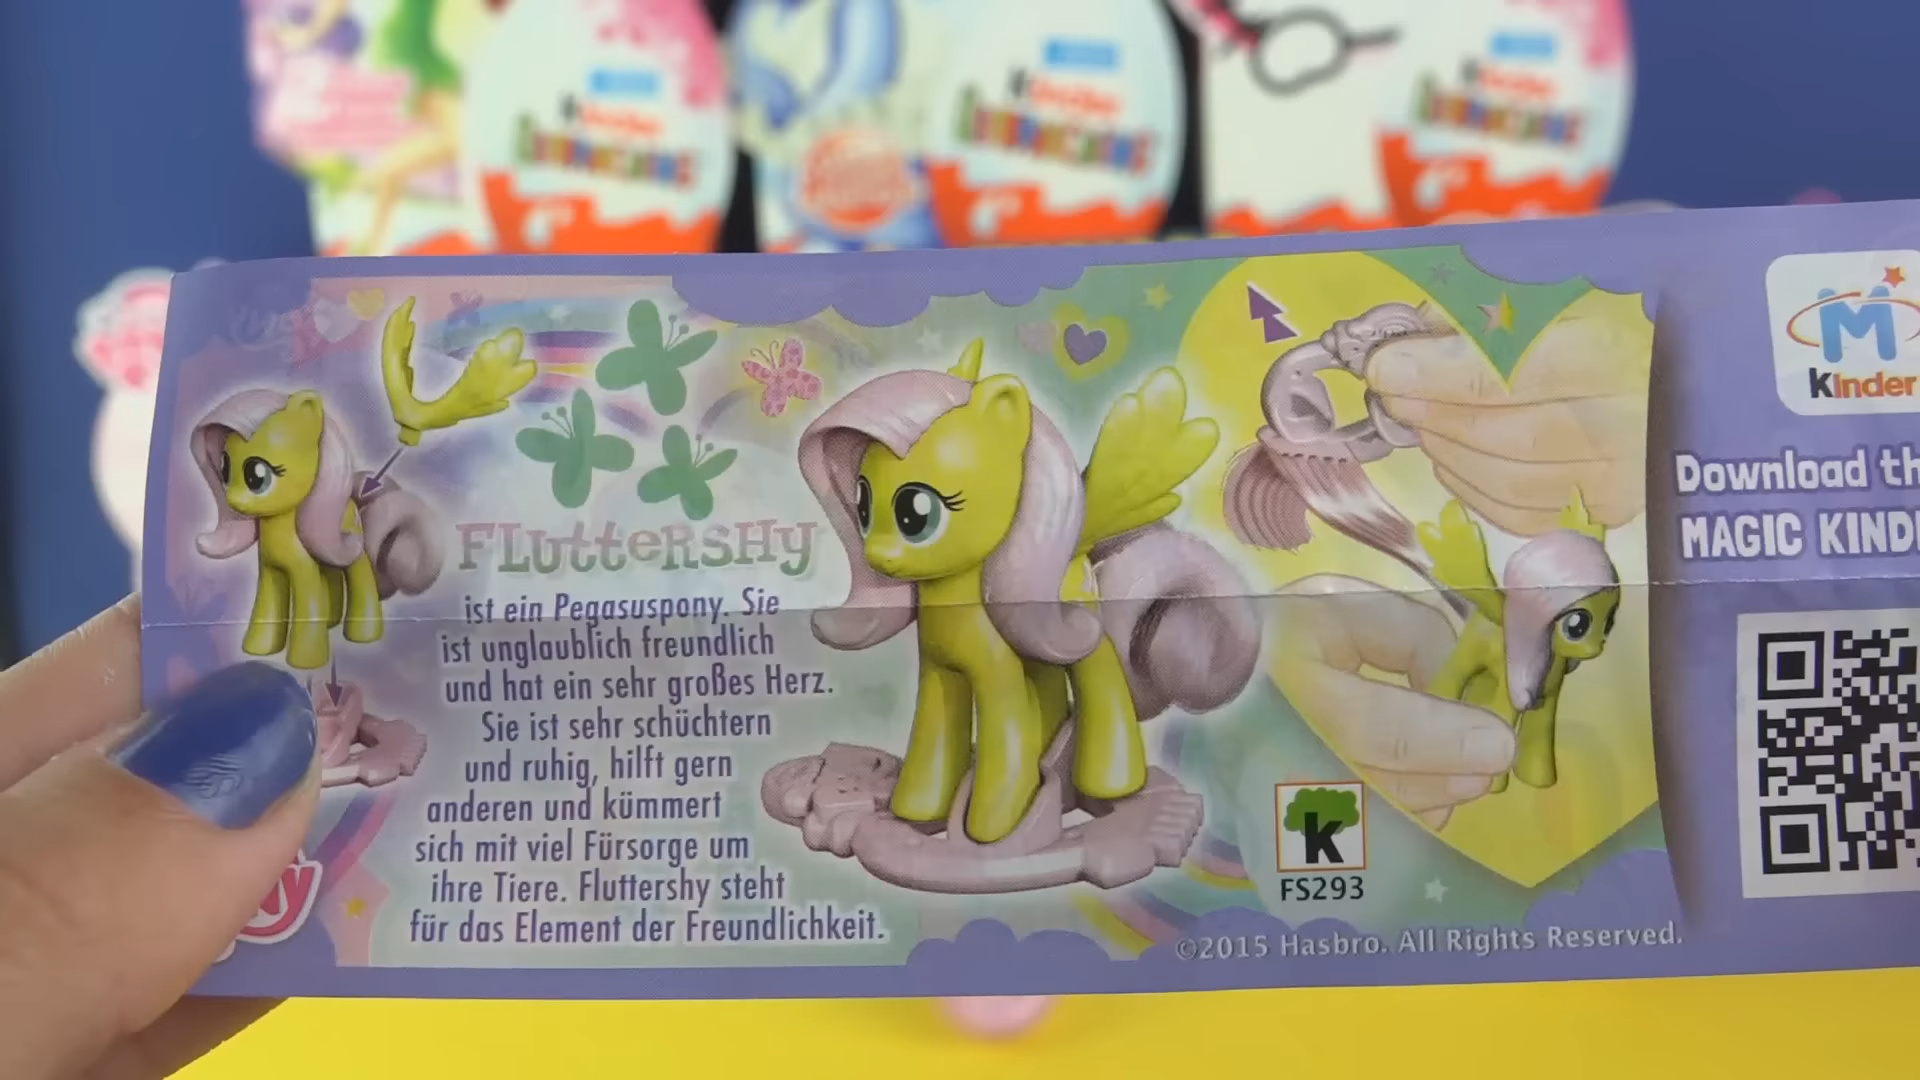 kinder
Download th
MAGIC KIND
FLutteRSHY
ist ein Pegasuspony. Sie
ist unglaublich freundlich
und hat ein sehr großes Herz.
Sie ist sehr schüchtern
und ruhig, hilft gern
anderen und kümmert
sich mit viel Fürsorge um
ihre Tiere. Fluttershy steht
für das Element der Freundlichkeit.
k
FS293
©2015 Hasbro. All Rights Reserved.